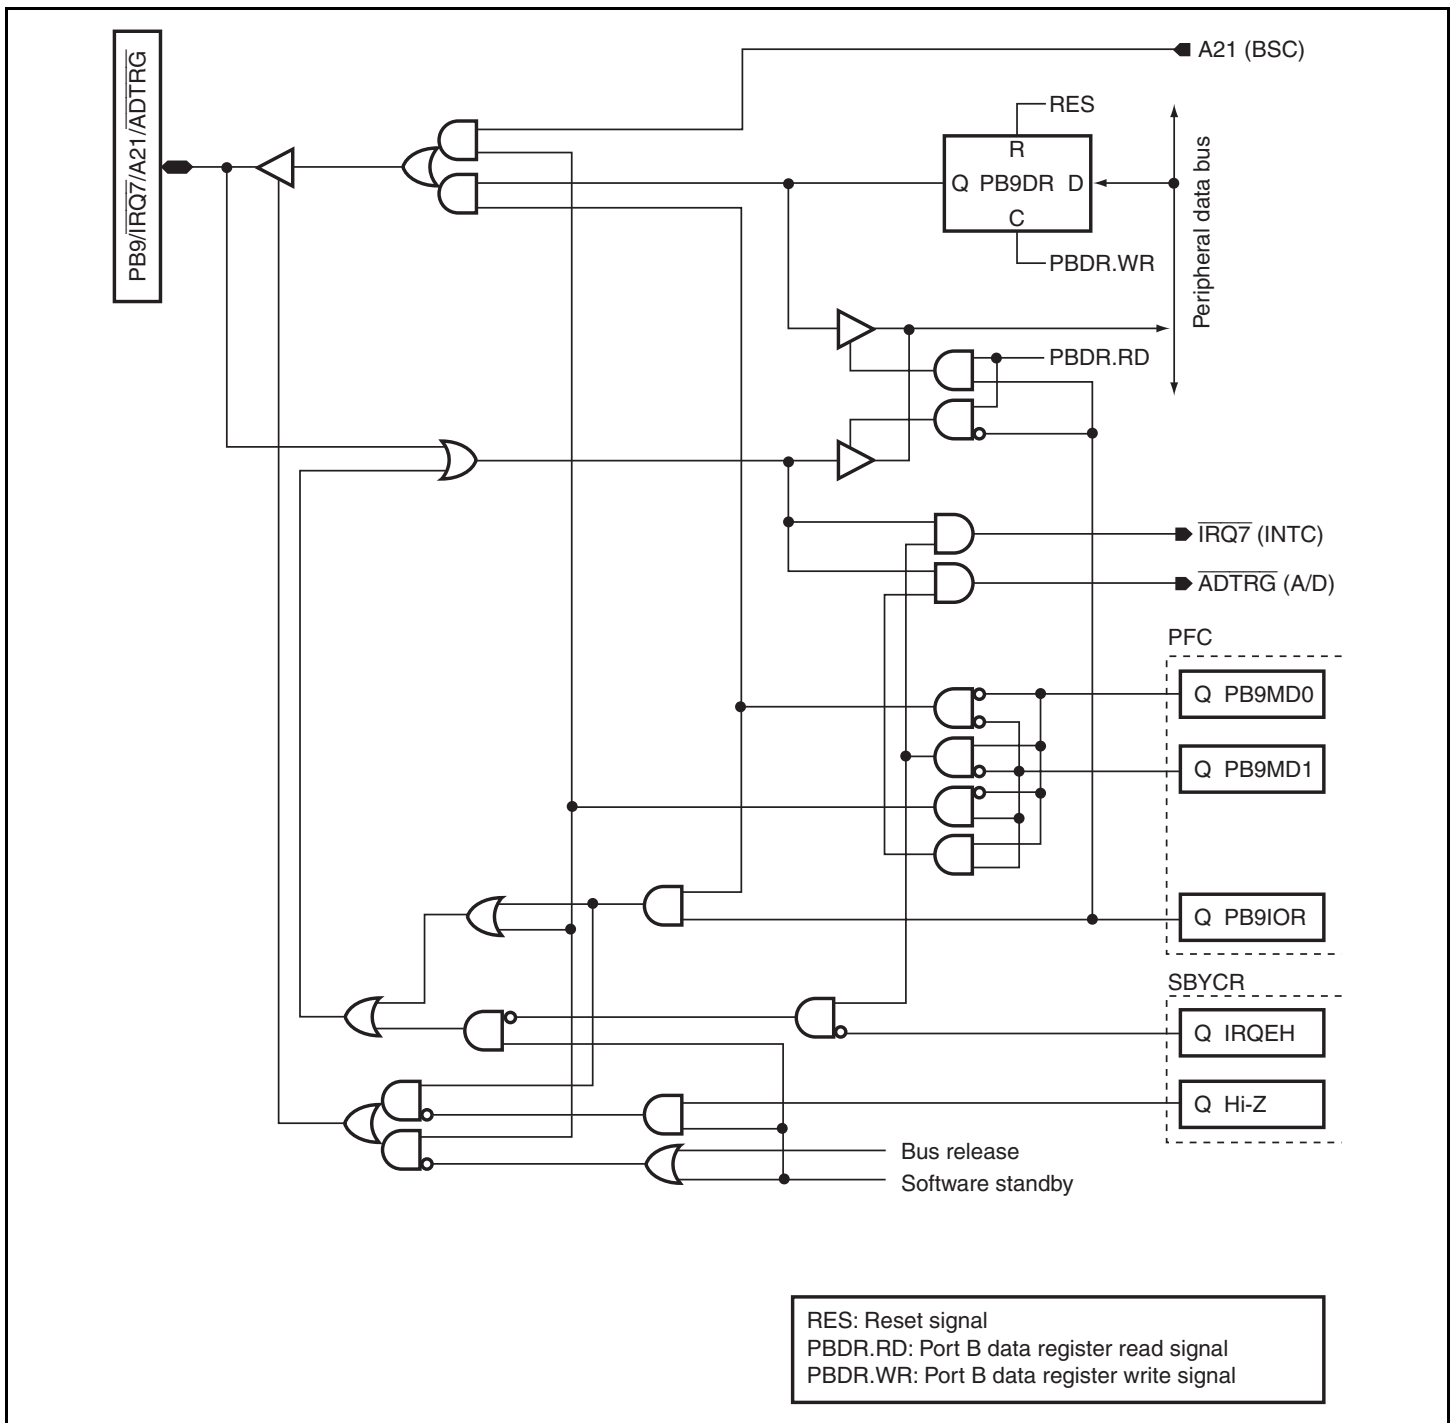 PB9/IRQ7/A21/ADTRG
A21 (BSC)
RES
R
Q PB9DR D
C
PBDR.WR
Peripheral data bus
PBDR.RD
IRQ7 (INTC)
ADTRG (A/D)
PFC
Q PB9MD0
Q PB9MD1
Q PB9IOR
SBYCR
Q IRQEH
Q Hi-Z
Bus release
Software standby
RES: Reset signal
PBDR.RD: Port B data register read signal
PBDR.WR: Port B data register write signal